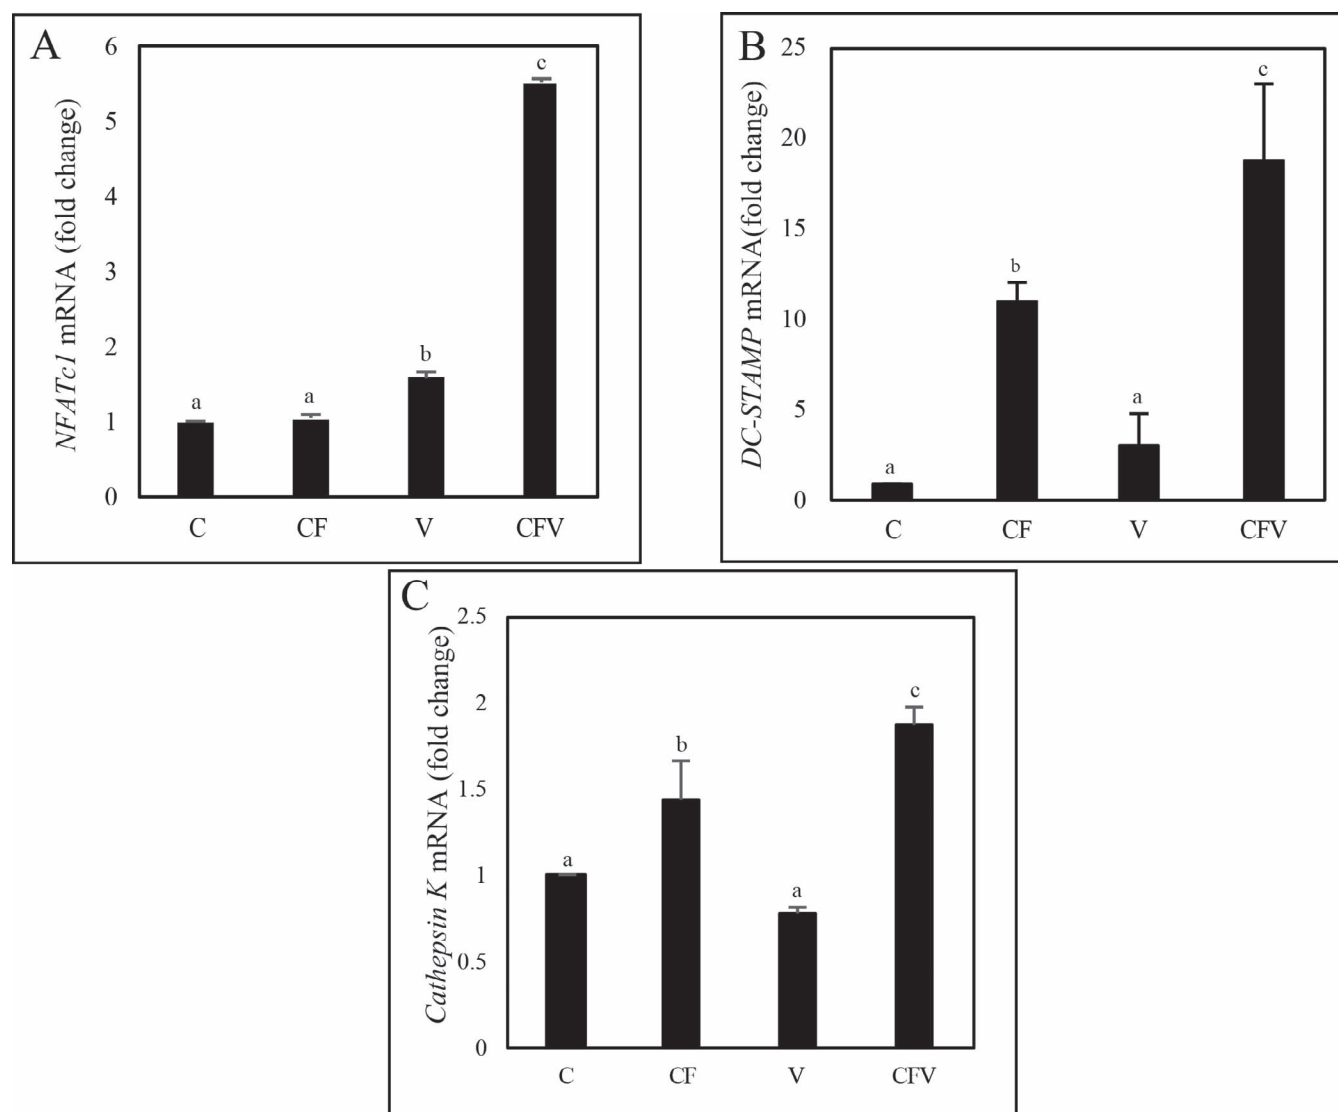 A
NFATc1 mRNA (fold change)
6
5
4
3
2
1
0
a
a
b
c
C CF V CFV
B
DC-STAMP mRNA(fold change)
25
20
15
10
5
0
a
b
a
c
C CF V CFV
C
Cathepsin K mRNA (fold change)
2.5
2
1.5
1
0.5
0
a
b
a
c
C CF V CFV